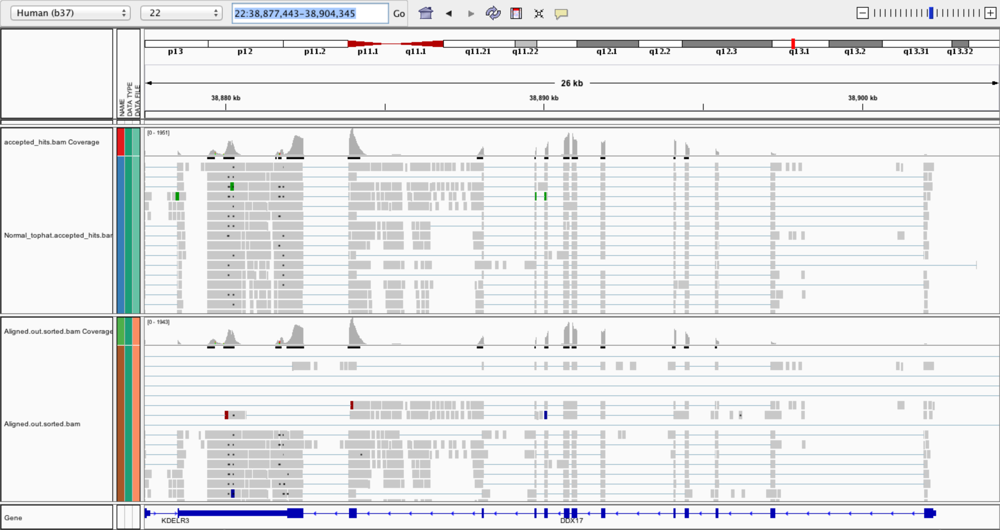 Human (b37) 22 22:38,877,443-38,904,345 Go
p13 p12 p11.2 p11.1 q11.1 q11.21 q11.22 q12.1 q12.2 q12.3 q13.1 q13.2 q13.31 q13.32
26 kb
NAME
DATA TYPE
DATA FILE
38,880 kb 38,890 kb 38,900 kb
[0 - 1951]
accepted_hits.bam Coverage
Normal_tophat.accepted_hits.bar
[0 - 1943]
Aligned.out.sorted.bam Coverage
Aligned.out.sorted.bam
Gene
KDELR3 DDX17